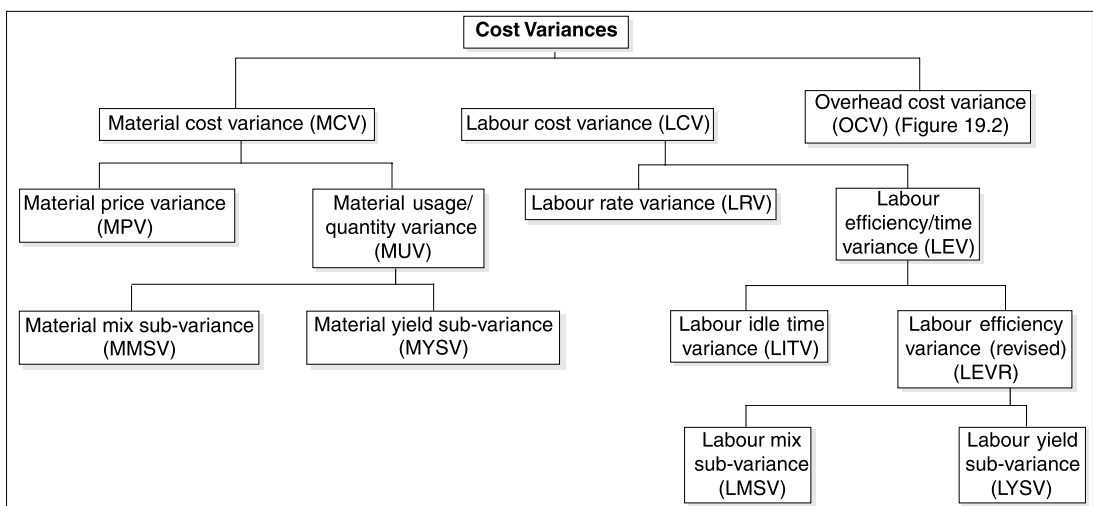 Cost Variances
Material cost variance (MCV)
Labour cost variance (LCV)
Overhead cost variance
(OCV) (Figure 19.2)
Material price variance
(MPV)
Material usage/
quantity variance
(MUV)
Labour rate variance (LRV)
Labour
efficiency/time
variance (LEV)
Material mix sub-variance
(MMSV)
Material yield sub-variance
(MYSV)
Labour idle time
variance (LITV)
Labour efficiency
variance (revised)
(LEVR)
Labour mix
sub-variance
(LMSV)
Labour yield
sub-variance
(LYSV)